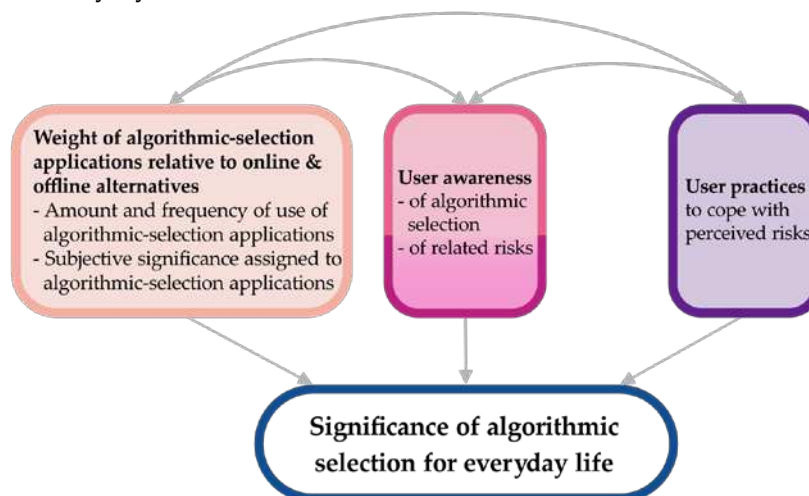 Weight of algorithmic-selection
applications relative to online &
offline alternatives
- Amount and frequency of use of
algorithmic-selection applications
- Subjective significance assigned to
algorithmic-selection applications
User awareness
- of algorithmic
selection
- of related risks
User practices
to cope with
perceived risks
Significance of algorithmic
selection for everyday life